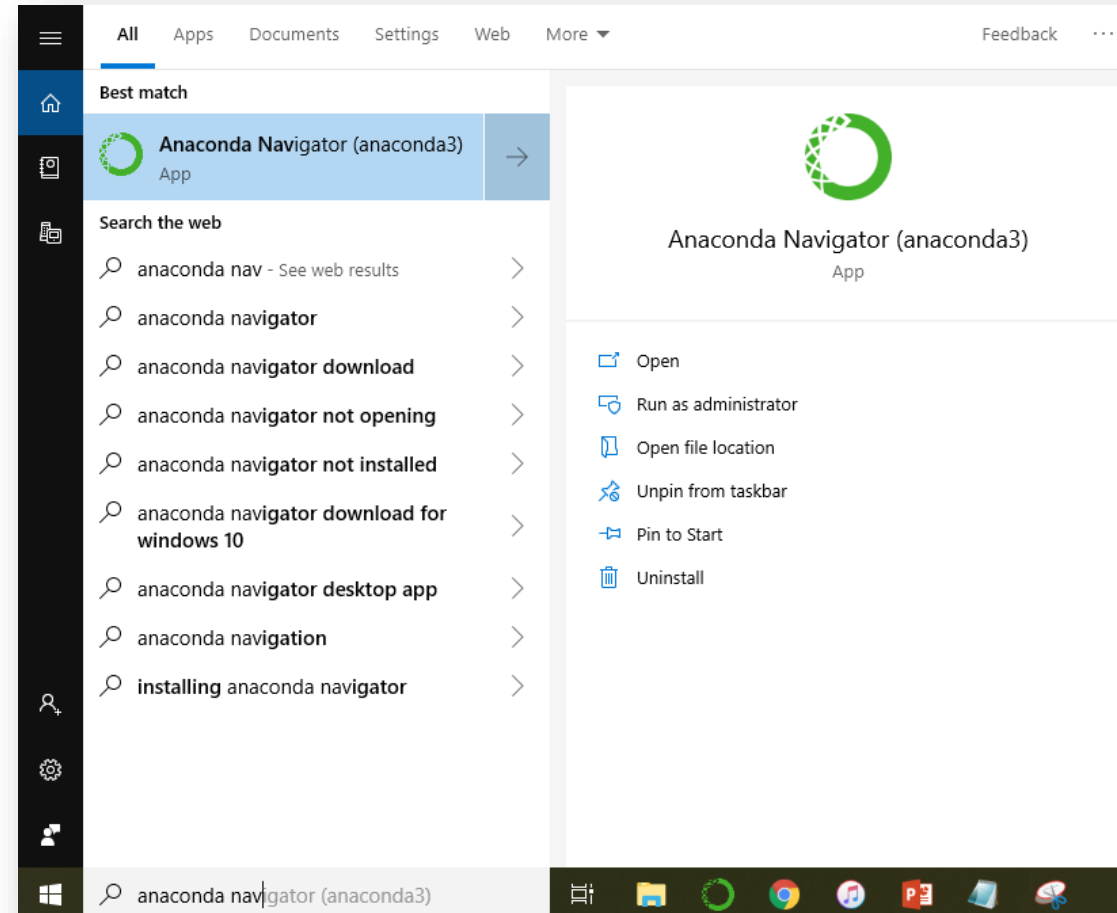 All Apps Documents Settings Web More Feedback ...
Best match
Anaconda Navigator (anaconda3)
App
Search the web
anaconda nav - See web results
anaconda navigator
anaconda navigator download
anaconda navigator not opening
anaconda navigator not installed
anaconda navigator download for
windows 10
anaconda navigator desktop app
anaconda navigation
installing anaconda navigator
Anaconda Navigator (anaconda3)
App
Open
Run as administrator
Open file location
Unpin from taskbar
Pin to Start
Uninstall
anaconda navigator (anaconda3)